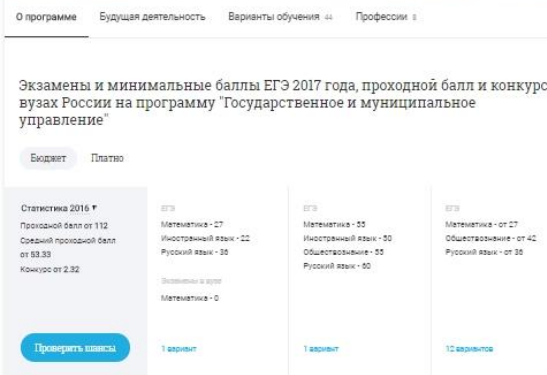 О программе Будущая деятельность Варианты обучения 44 Профессии 8
Экзамены и минимальные баллы ЕГЭ 2017 года, проходной балл и конкурс
вузах России на программу "Государственное и муниципальное
управление"
Бюджет Платно
Статистика 2016 ▼
Проходной балл от 112
Средний проходной балл
от 53.33
Конкурс от 2.32
Проверить шансы
ЕГЭ
Математика - 27
Иностранный язык - 22
Русский язык - 36
Экзамены в вузе
Математика - 0
1 вариант
ЕГЭ
Математика - 55
Иностранный язык - 50
Обществознание - 55
Русский язык - 60
1 вариант
ЕГЭ
Математика - от 27
Обществознание - от 42
Русский язык - от 36
12 вариантов